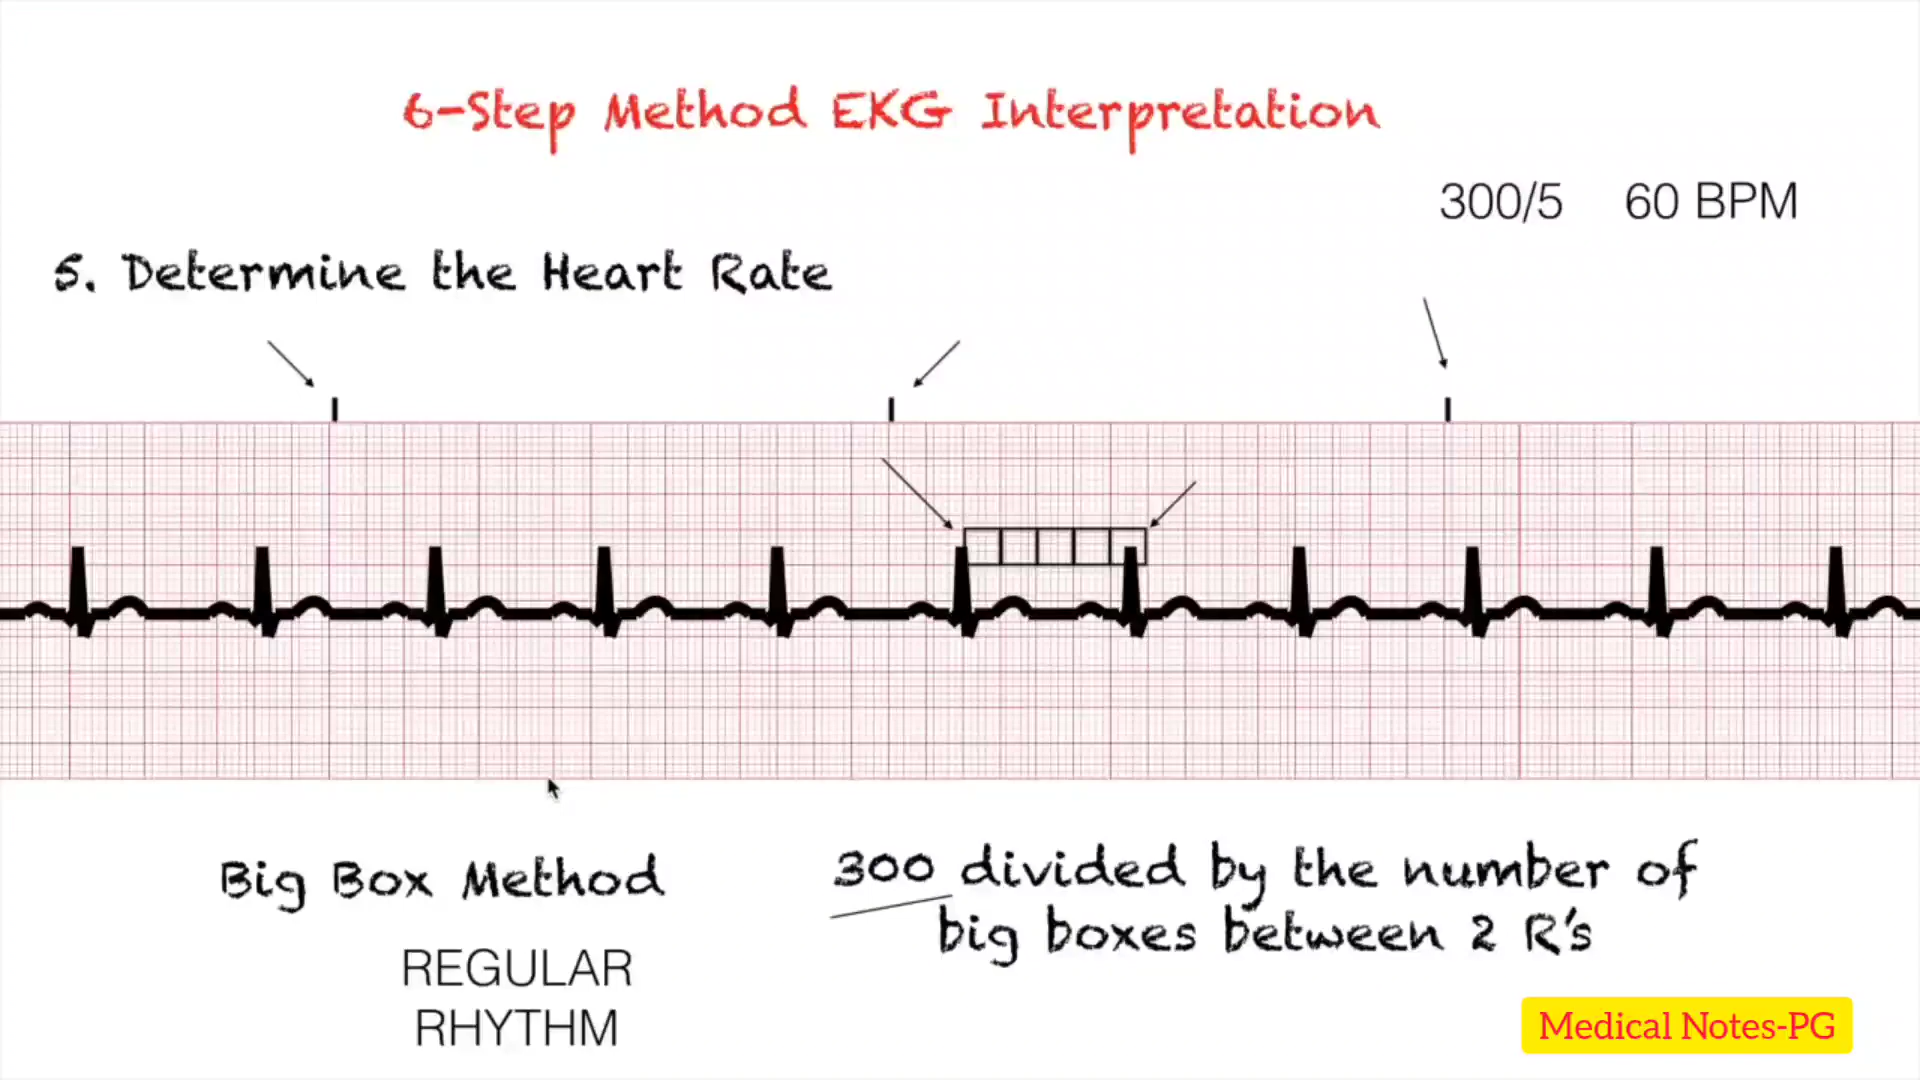 6-Step Method EKG Interpretation
300/5 60 BPM
5. Determine the Heart Rate
Big Box Method
REGULAR
RHYTHM
300 divided by the number of
big boxes between 2 R's
Medical Notes-PG